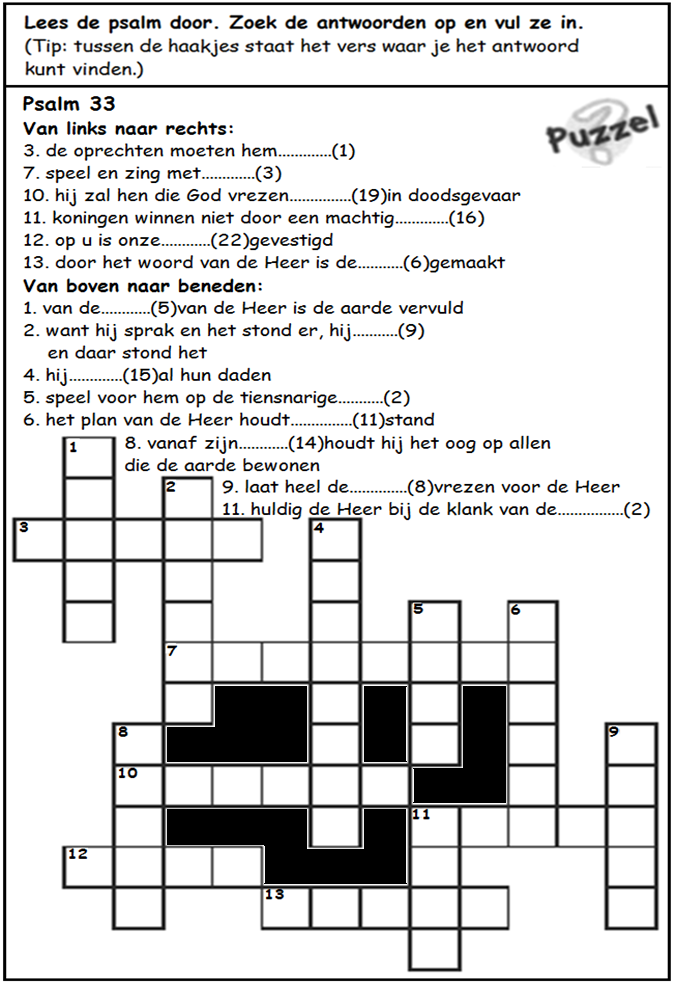 Lees de psalm door. Zoek de antwoorden op en vul ze in.
(Tip: tussen de haakjes staat het vers waar je het antwoord
kunt vinden.)
Psalm 33
Puzzel
?
Van links naar rechts:
3. de oprechten moeten hem............(1)
7. speel en zing met............(3)
10. hij zal hen die God vrezen..............(19)in doodsgevaar
11. koningen winnen niet door een machtig............(16)
12. op u is onze...........(22)gevestigd
13. door het woord van de Heer is de..........(6)gemaakt
Van boven naar beneden:
1. van de...........(5)van de Heer is de aarde vervuld
2. want hij sprak en het stond er, hij..........(9)
en daar stond het
4. hij............(15)al hun daden
5. speel voor hem op de tiensnarige..........(2)
6. het plan van de Heer houdt..............(11)stand
8. vanaf zijn...........(14)houdt hij het oog op allen
die de aarde bewonen
9. laat heel de.............(8)vrezen voor de Heer
11. huldig de Heer bij de klank van de...............(2)
1
2
3 4
5 6
7
8 9
10
11
12
13